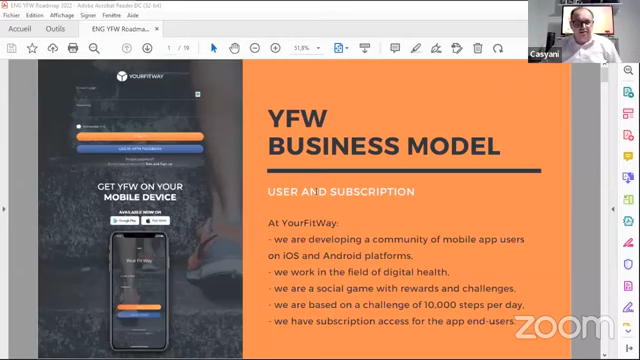 ENG YFW Roadmap 2022 - Adobe Acrobat Reader DC (32-bit)
Fichier Edition Affichage Signer Fenêtre Aide
Accueil Outils ENG YFW Roadma...
1 / 19 51,8%
Casyani
YOURFITWAY
LOG IN WITH FACEBOOK
GET YFW ON YOUR
MOBILE DEVICE
AVAILABLE NOW ON
Google Play App Store
Your Fit Way
YFW
BUSINESS MODEL
USER AND SUBSCRIPTION
At YourFitWay:
- we are developing a community of mobile app users
on iOS and Android platforms,
- we work in the field of digital health,
- we are a social game with rewards and challenges,
- we are based on a challenge of 10,000 steps per day,
- we have subscription access for the app end-users.
zoom